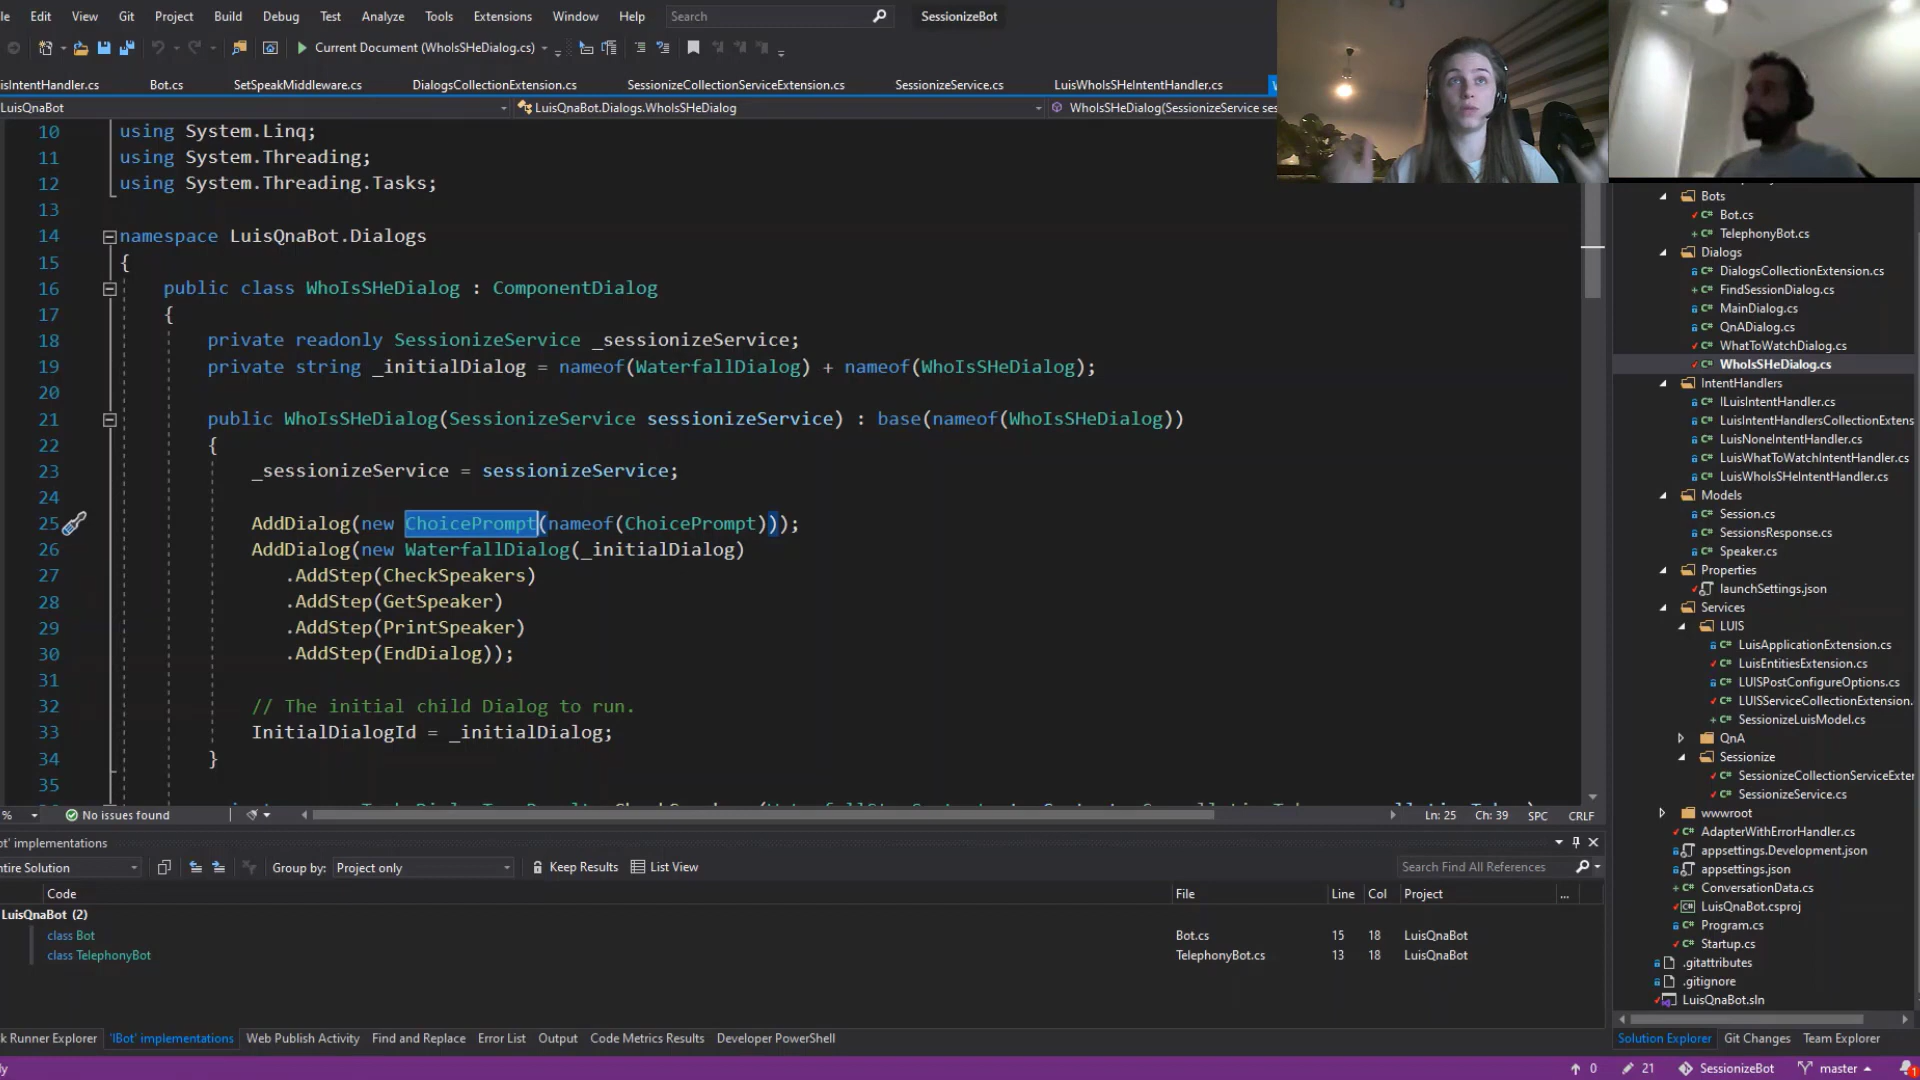 Edit View Git Project Build Debug Test Analyze Tools Extensions Window Help Search SessionizeBot
Current Document (WhoIsSHeDialog.cs)
isIntentHandler.cs Bot.cs SetSpeakMiddleware.cs DialogsCollectionExtension.cs SessionizeCollectionServiceExtension.cs SessionizeService.cs LuisWhoIsSHeIntentHandler.cs
LuisQnaBot LuisQnaBot.Dialogs.WhoIsSHeDialog WhoIsSHeDialog(SessionizeService ses
10 using System.Linq;
11 using System.Threading;
12 using System.Threading.Tasks;
13
14 namespace LuisQnaBot.Dialogs
15 {
16 public class WhoIsSHeDialog : ComponentDialog
17 {
18 private readonly SessionizeService _sessionizeService;
19 private string _initialDialog = nameof(WaterfallDialog) + nameof(WhoIsSHeDialog);
20
21 public WhoIsSHeDialog(SessionizeService sessionizeService) : base(nameof(WhoIsSHeDialog))
22 {
23 _sessionizeService = sessionizeService;
24
25 AddDialog(new ChoicePrompt(nameof(ChoicePrompt)));
26 AddDialog(new WaterfallDialog(_initialDialog)
27 .AddStep(CheckSpeakers)
28 .AddStep(GetSpeaker)
29 .AddStep(PrintSpeaker)
30 .AddStep(EndDialog));
31
32 // The initial child Dialog to run.
33 InitialDialogId = _initialDialog;
34 }
35
% No issues found Ln: 25 Ch: 39 SPC CRLF
ot' implementations
ntire Solution Group by: Project only Keep Results List View Search Find All References
Code File Line Col Project ...
LuisQnaBot (2)
class Bot Bot.cs 15 18 LuisQnaBot
class TelephonyBot TelephonyBot.cs 13 18 LuisQnaBot
k Runner Explorer 'IBot' implementations Web Publish Activity Find and Replace Error List Output Code Metrics Results Developer PowerShell
Bots
Bot.cs
TelephonyBot.cs
Dialogs
DialogsCollectionExtension.cs
FindSessionDialog.cs
MainDialog.cs
QnADialog.cs
WhatToWatchDialog.cs
WhoIsSHeDialog.cs
IntentHandlers
ILuisIntentHandler.cs
LuisIntentHandlersCollectionExtens
LuisNoneIntentHandler.cs
LuisWhatToWatchIntentHandler.cs
LuisWhoIsSHeIntentHandler.cs
Models
Session.cs
SessionsResponse.cs
Speaker.cs
Properties
launchSettings.json
Services
LUIS
LuisApplicationExtension.cs
LuisEntitiesExtension.cs
LUISPostConfigureOptions.cs
LUISServiceCollectionExtension.
SessionizeLuisModel.cs
QnA
Sessionize
SessionizeCollectionServiceExter
SessionizeService.cs
wwwroot
AdapterWithErrorHandler.cs
appsettings.Development.json
appsettings.json
ConversationData.cs
LuisQnaBot.csproj
Program.cs
Startup.cs
.gitattributes
.gitignore
LuisQnaBot.sln
Solution Explorer Git Changes Team Explorer
0 21 SessionizeBot master 1